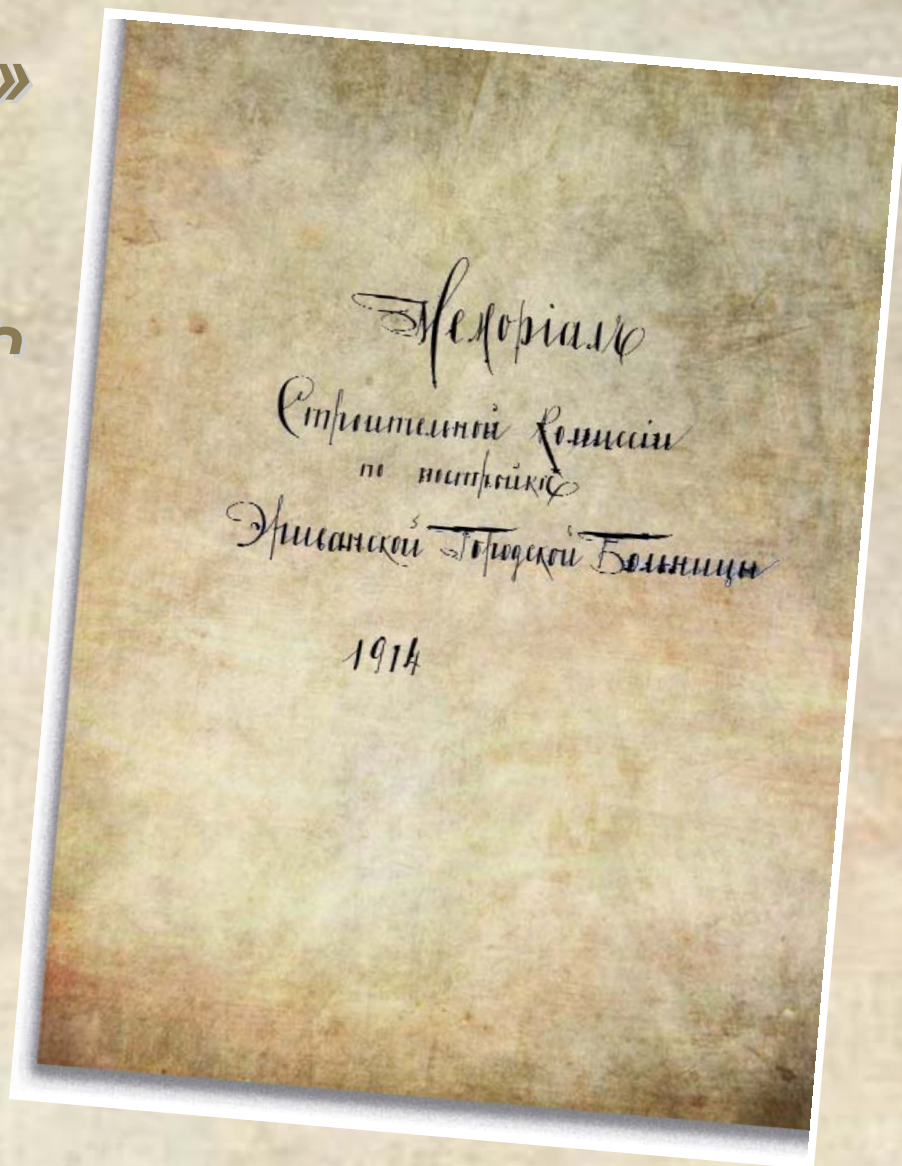 »
Меморіалъ
Строительной Комиссіи
по постройкѣ
Эриванской Городской Больницы
1914